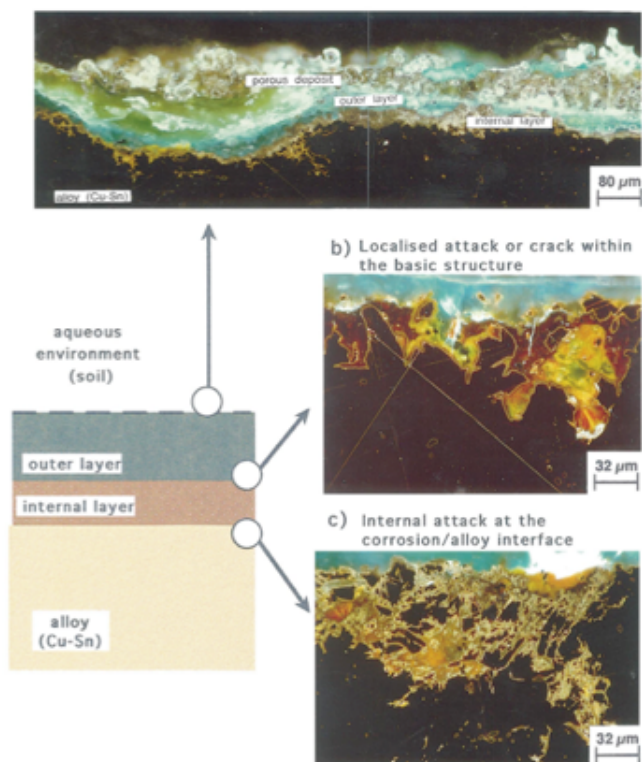 porous deposit
outer layer
internal layer
alloy (Cu-Sn)
80 µm
b) Localised attack or crack within
the basic structure
aqueous
environment
(soil)
outer layer
32 µm
internal layer
c) Internal attack at the
corrosion/alloy interface
alloy
(Cu-Sn)
32 µm